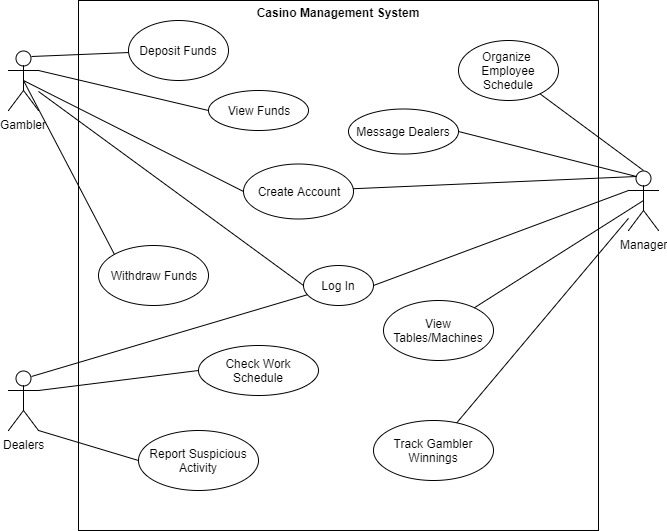 Casino Management System
Deposit Funds
Organize
Employee
Schedule
View Funds
Gambler
Message Dealers
Create Account
Manager
Withdraw Funds
Log In
View
Tables/Machines
Check Work
Schedule
Dealers
Track Gambler
Winnings
Report Suspicious
Activity